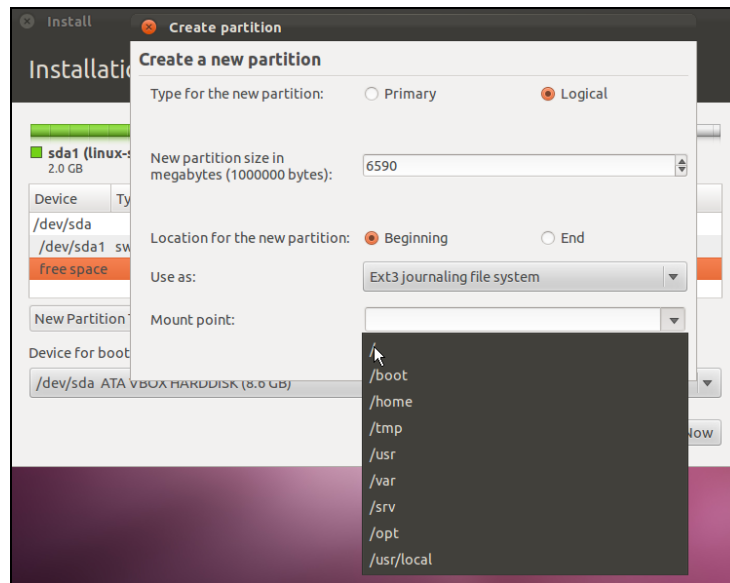 Install
Create partition
Installatio
Create a new partition
Type for the new partition:
Primary
Logical
New partition size in
megabytes (1000000 bytes):
6590
Location for the new partition:
Beginning
End
Use as:
Ext3 journaling file system
Mount point:
/
/boot
/home
/tmp
/usr
/var
/srv
/opt
/usr/local
sda1 (linux-s
2.0 GB
Device Ty
/dev/sda
/dev/sda1 sw
free space
New Partition T
Device for boot
/dev/sda ATA VBOX HARDDISK (8.6 GB)
Now